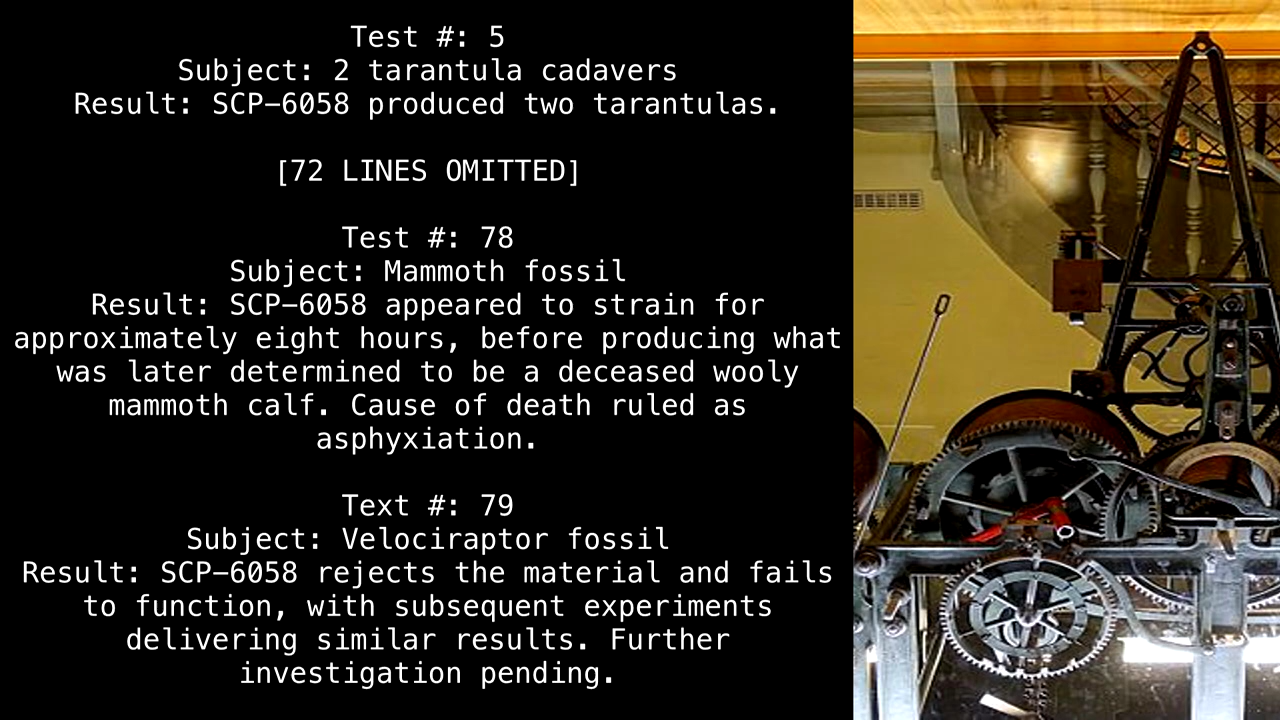 Test #: 5
Subject: 2 tarantula cadavers
Result: SCP-6058 produced two tarantulas.
[72 LINES OMITTED]
Test #: 78
Subject: Mammoth fossil
Result: SCP-6058 appeared to strain for
approximately eight hours, before producing what
was later determined to be a deceased wooly
mammoth calf. Cause of death ruled as
asphyxiation.
Text #: 79
Subject: Velociraptor fossil
Result: SCP-6058 rejects the material and fails
to function, with subsequent experiments
delivering similar results. Further
investigation pending.